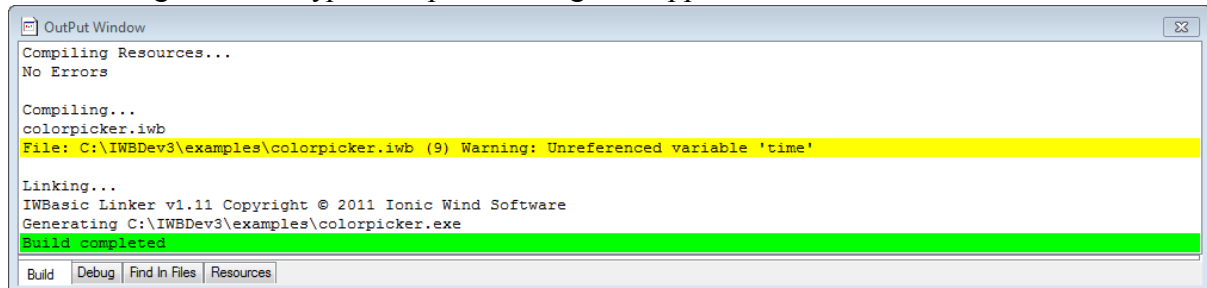 OutPut Window
Compiling Resources...
No Errors
Compiling...
colorpicker.iwb
File: C:\IWBDev3\examples\colorpicker.iwb (9) Warning: Unreferenced variable 'time'
Linking...
IWBasic Linker v1.11 Copyright © 2011 Ionic Wind Software
Generating C:\IWBDev3\examples\colorpicker.exe
Build completed
Build Debug Find In Files Resources